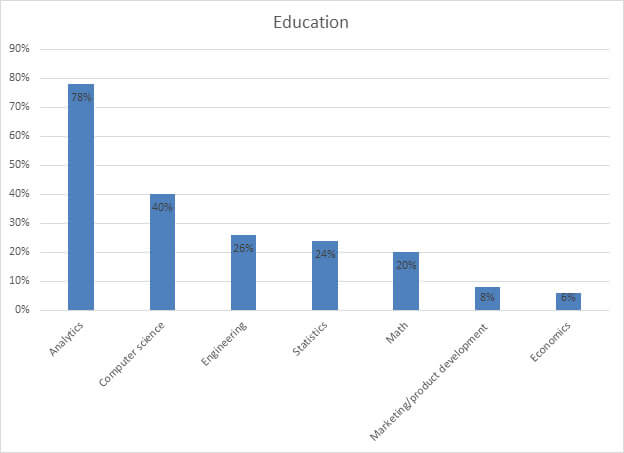 Education
90%
80%
70%
60%
50%
40%
30%
20%
10%
0%
78%
40%
26%
24%
20%
8%
6%
Analytics
Computer science
Engineering
Statistics
Math
Marketing/product development
Economics